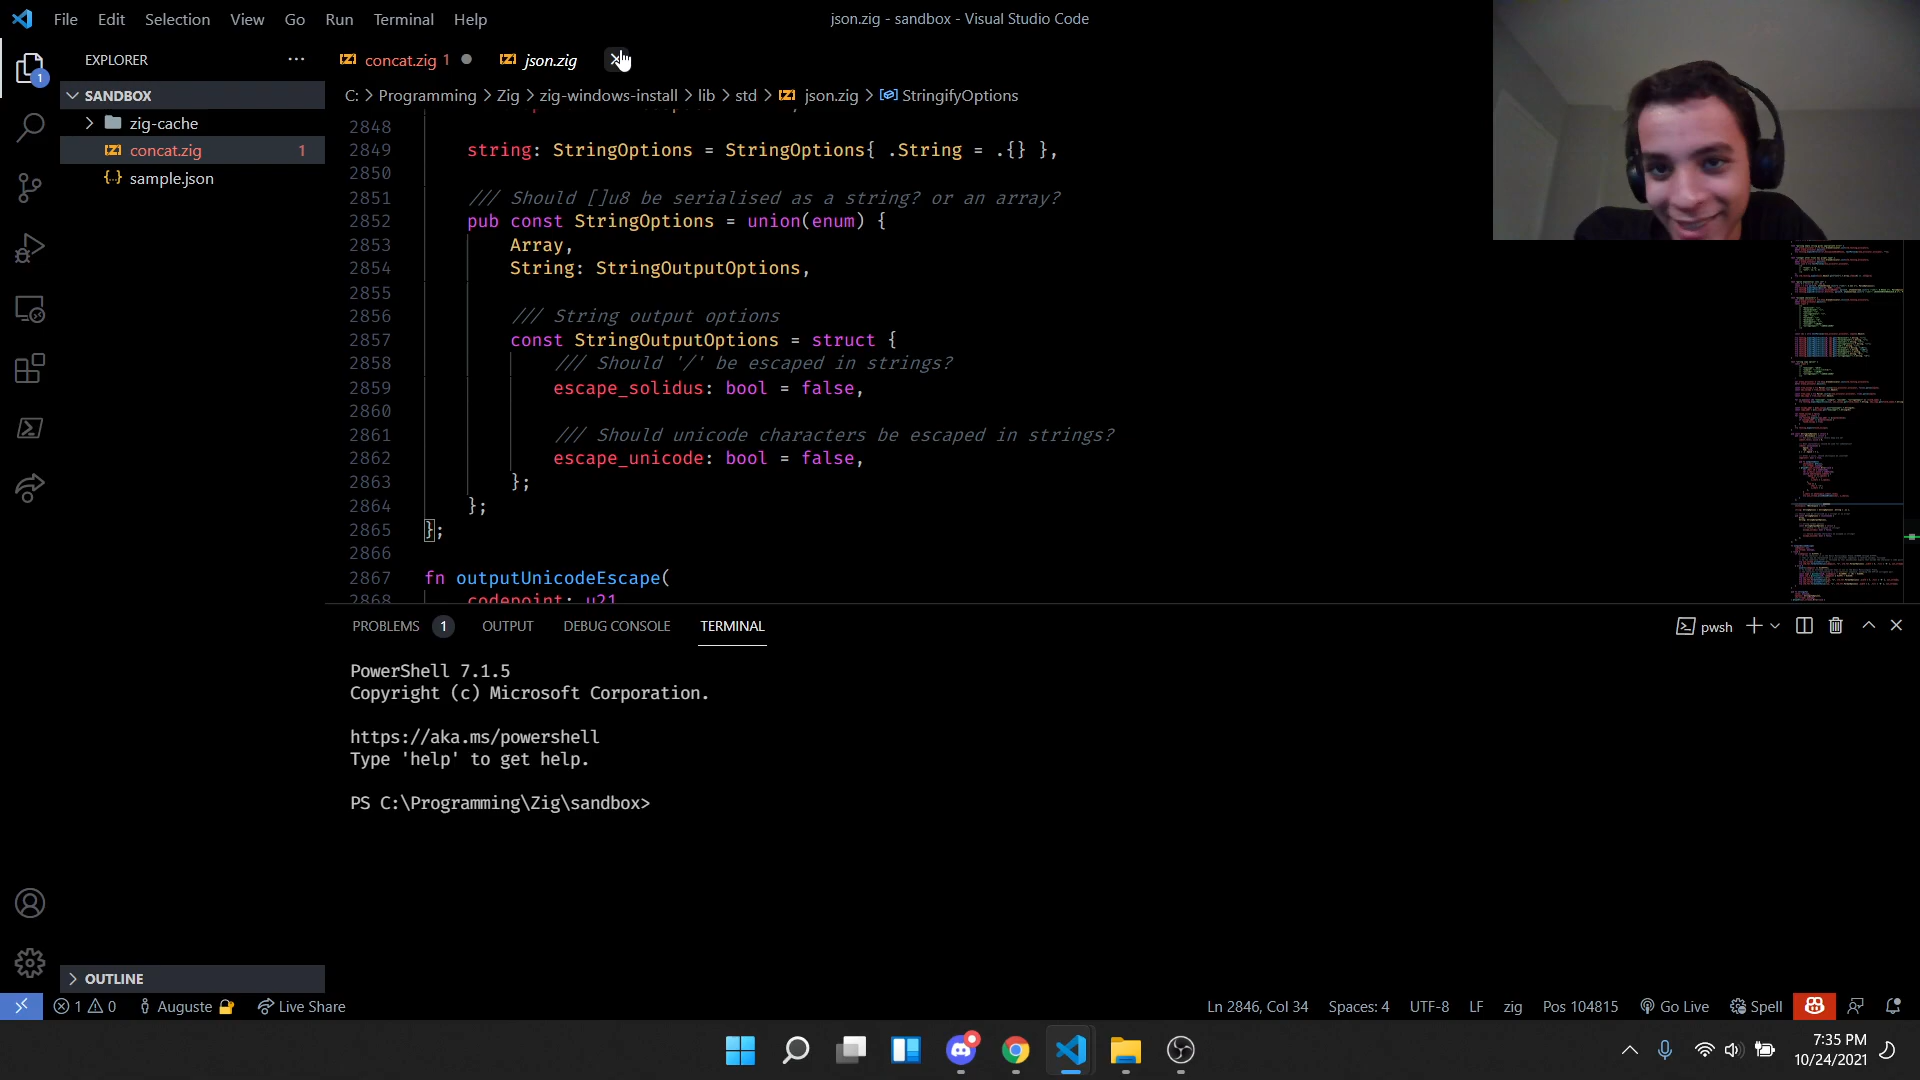 File Edit Selection View Go Run Terminal Help
json.zig - sandbox - Visual Studio Code
EXPLORER
concat.zig 1
json.zig
1
SANDBOX
C: > Programming > Zig > zig-windows-install > lib > std > json.zig > StringifyOptions
zig-cache
concat.zig 1
sample.json
2848
2849 string: StringOptions = StringOptions{ .String = .{} },
2850
2851 /// Should []u8 be serialised as a string? or an array?
2852 pub const StringOptions = union(enum) {
2853 Array,
2854 String: StringOutputOptions,
2855
2856 /// String output options
2857 const StringOutputOptions = struct {
2858 /// Should '/' be escaped in strings?
2859 escape_solidus: bool = false,
2860
2861 /// Should unicode characters be escaped in strings?
2862 escape_unicode: bool = false,
2863 };
2864 };
2865 };
2866
2867 fn outputUnicodeEscape(
2868 codepoint: u21
PROBLEMS 1 OUTPUT DEBUG CONSOLE TERMINAL
pwsh
PowerShell 7.1.5
Copyright (c) Microsoft Corporation.
https://aka.ms/powershell
Type 'help' to get help.
PS C:\Programming\Zig\sandbox>
OUTLINE
1 0 Auguste Live Share
Ln 2846, Col 34 Spaces: 4 UTF-8 LF zig Pos 104815 Go Live Spell
7:35 PM
10/24/2021